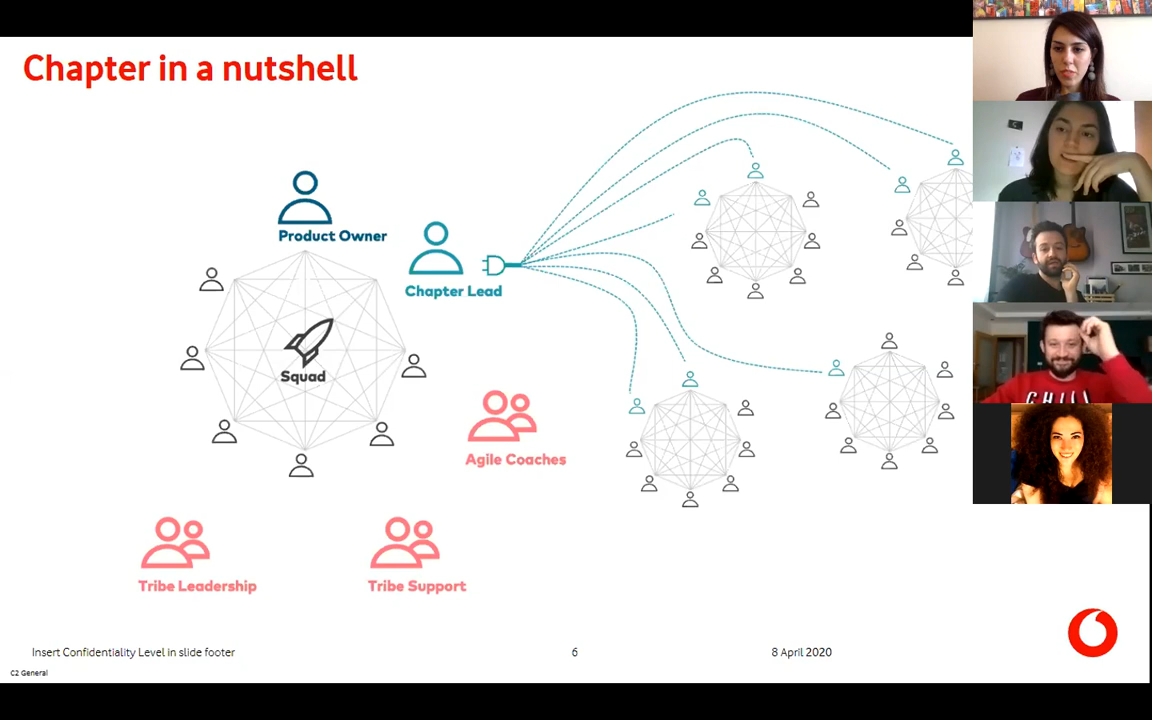 Chapter in a nutshell
Product Owner
Chapter Lead
Squad
Agile Coaches
Tribe Leadership
Tribe Support
CHILL
Insert Confidentiality Level in slide footer
6
8 April 2020
C2 General